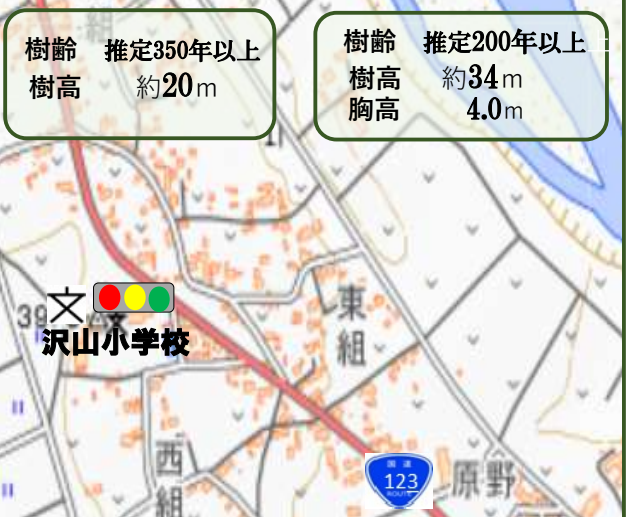 樹齢 推定350年以上
樹高 約20m
樹齢 推定200年以上
樹高 約34m
胸高 4.0m
組
39
文
沢山小学校
東組
西組
原野
国道
123
ROUTE